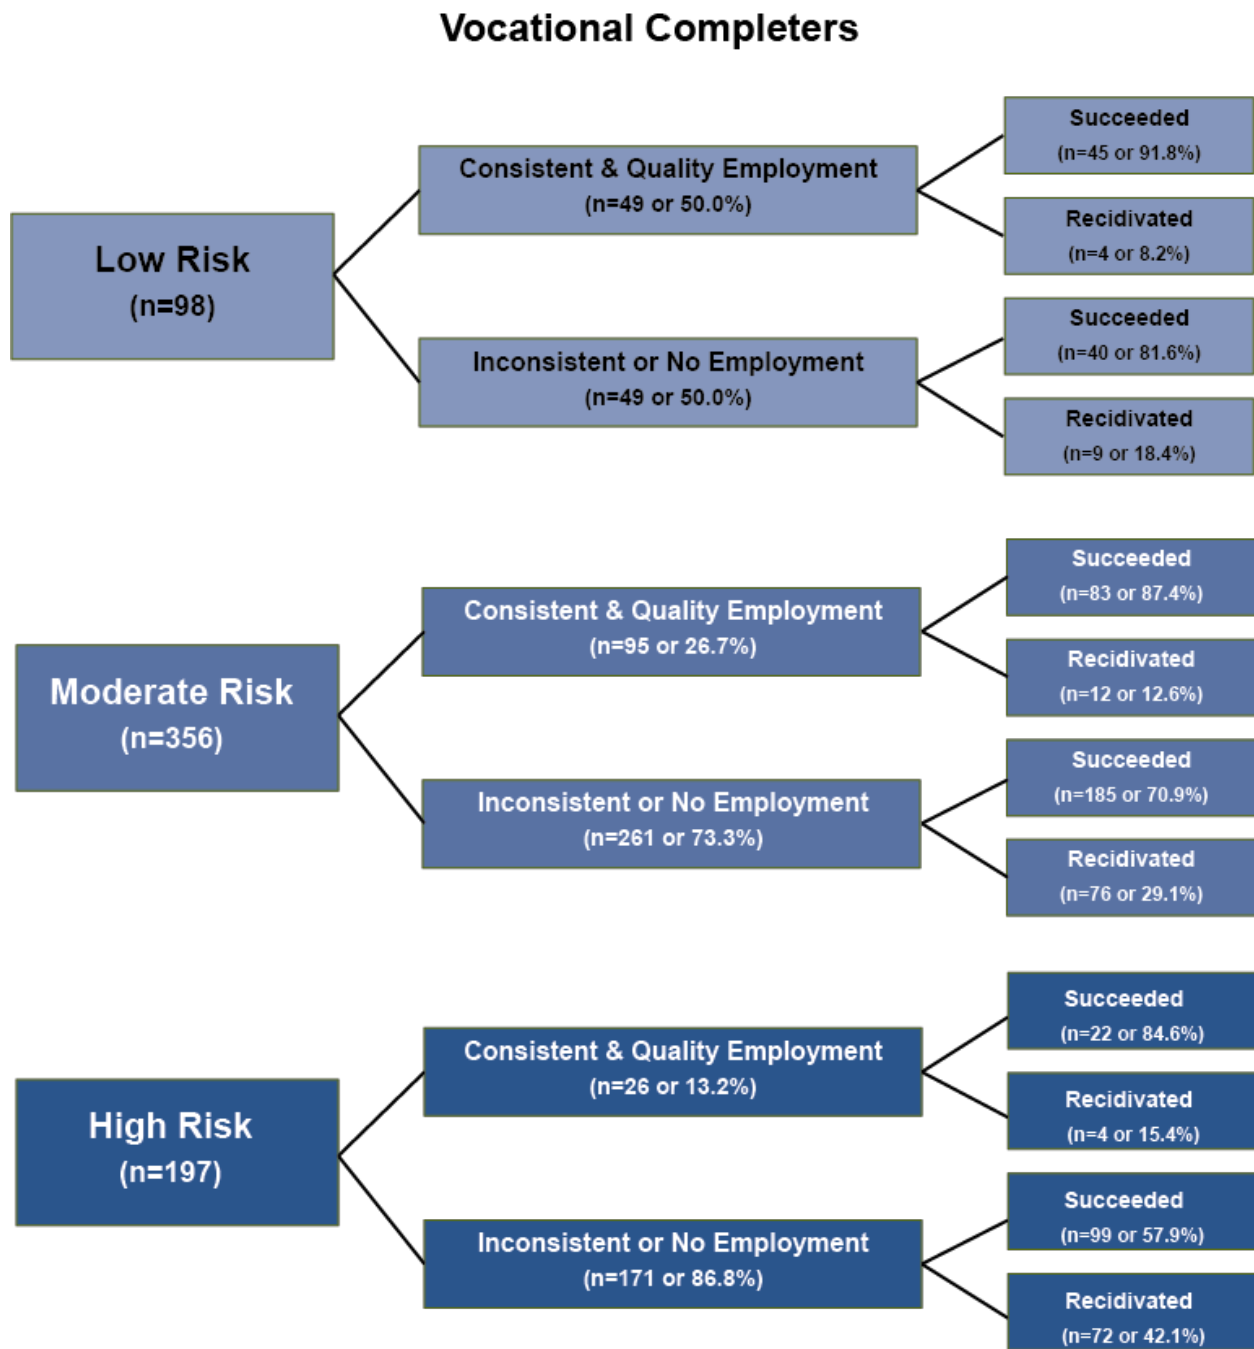 Vocational Completers
Low Risk
(n=98)
Consistent & Quality Employment
(n=49 or 50.0%)
Succeeded
(n=45 or 91.8%)
Recidivated
(n=4 or 8.2%)
Inconsistent or No Employment
(n=49 or 50.0%)
Succeeded
(n=40 or 81.6%)
Recidivated
(n=9 or 18.4%)
Moderate Risk
(n=356)
Consistent & Quality Employment
(n=95 or 26.7%)
Succeeded
(n=83 or 87.4%)
Recidivated
(n=12 or 12.6%)
Inconsistent or No Employment
(n=261 or 73.3%)
Succeeded
(n=185 or 70.9%)
Recidivated
(n=76 or 29.1%)
High Risk
(n=197)
Consistent & Quality Employment
(n=26 or 13.2%)
Succeeded
(n=22 or 84.6%)
Recidivated
(n=4 or 15.4%)
Inconsistent or No Employment
(n=171 or 86.8%)
Succeeded
(n=99 or 57.9%)
Recidivated
(n=72 or 42.1%)